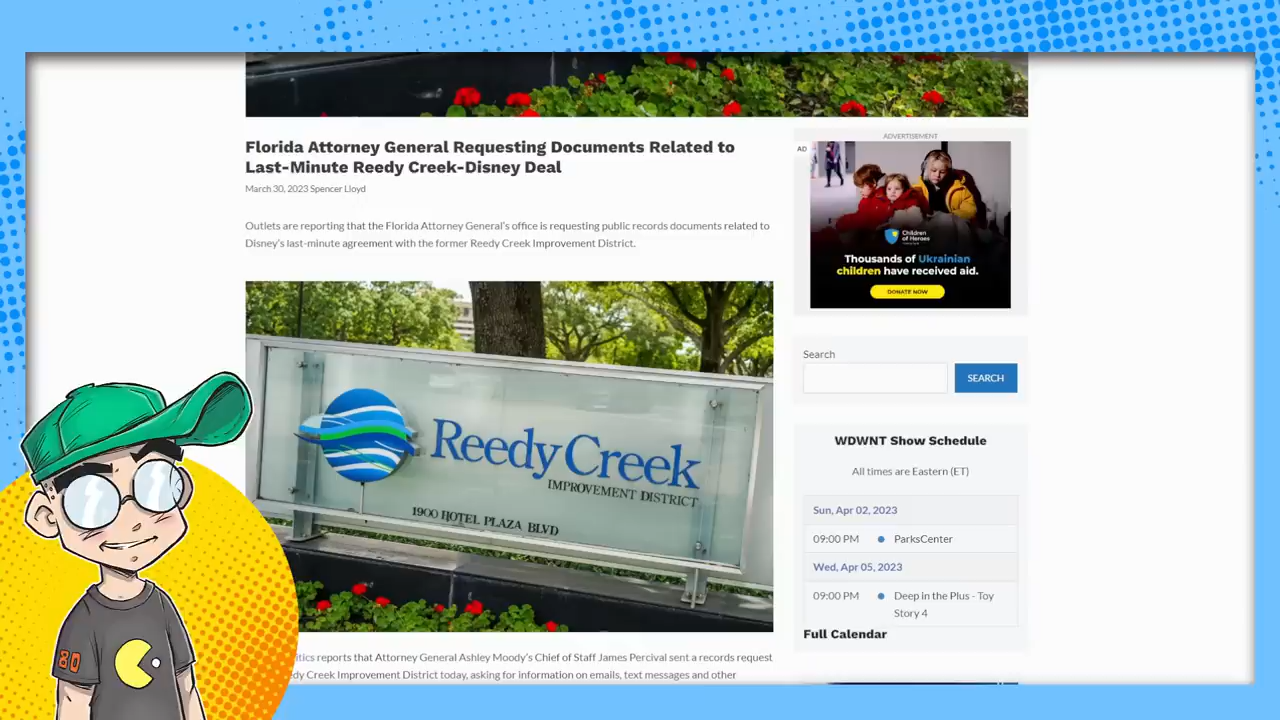 Florida Attorney General Requesting Documents Related to
Last-Minute Reedy Creek-Disney Deal
March 30, 2023 Spencer Lloyd
Outlets are reporting that the Florida Attorney General's office is requesting public records documents related to
Disney's last-minute agreement with the former Reedy Creek Improvement District.
Reedy Creek
IMPROVEMENT DISTRICT
1900 HOTEL PLAZA BLVD
reports that Attorney General Ashley Moody's Chief of Staff James Percival sent a records request
Creek Improvement District today, asking for information on emails, text messages and other
80
ADVERTISEMENT
AD
Children
of Heroes
Thousands of Ukrainian
children have received aid.
DONATE NOW
Search
SEARCH
WDWNT Show Schedule
All times are Eastern (ET)
Sun, Apr 02, 2023
09:00 PM ParksCenter
Wed, Apr 05, 2023
09:00 PM Deep in the Plus - Toy
Story 4
Full Calendar